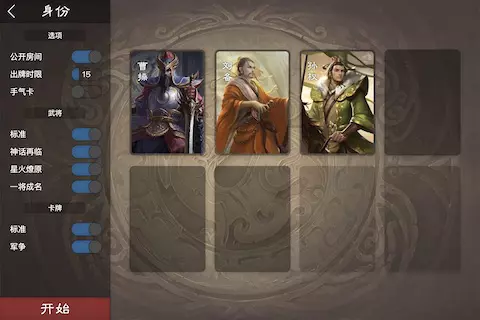 身份
选项
公开房间
出牌时限 15
手气卡
武将
标准
神话再临
星火燎原
一将成名
卡牌
标准
军争
开始
曹操
刘备
孙权